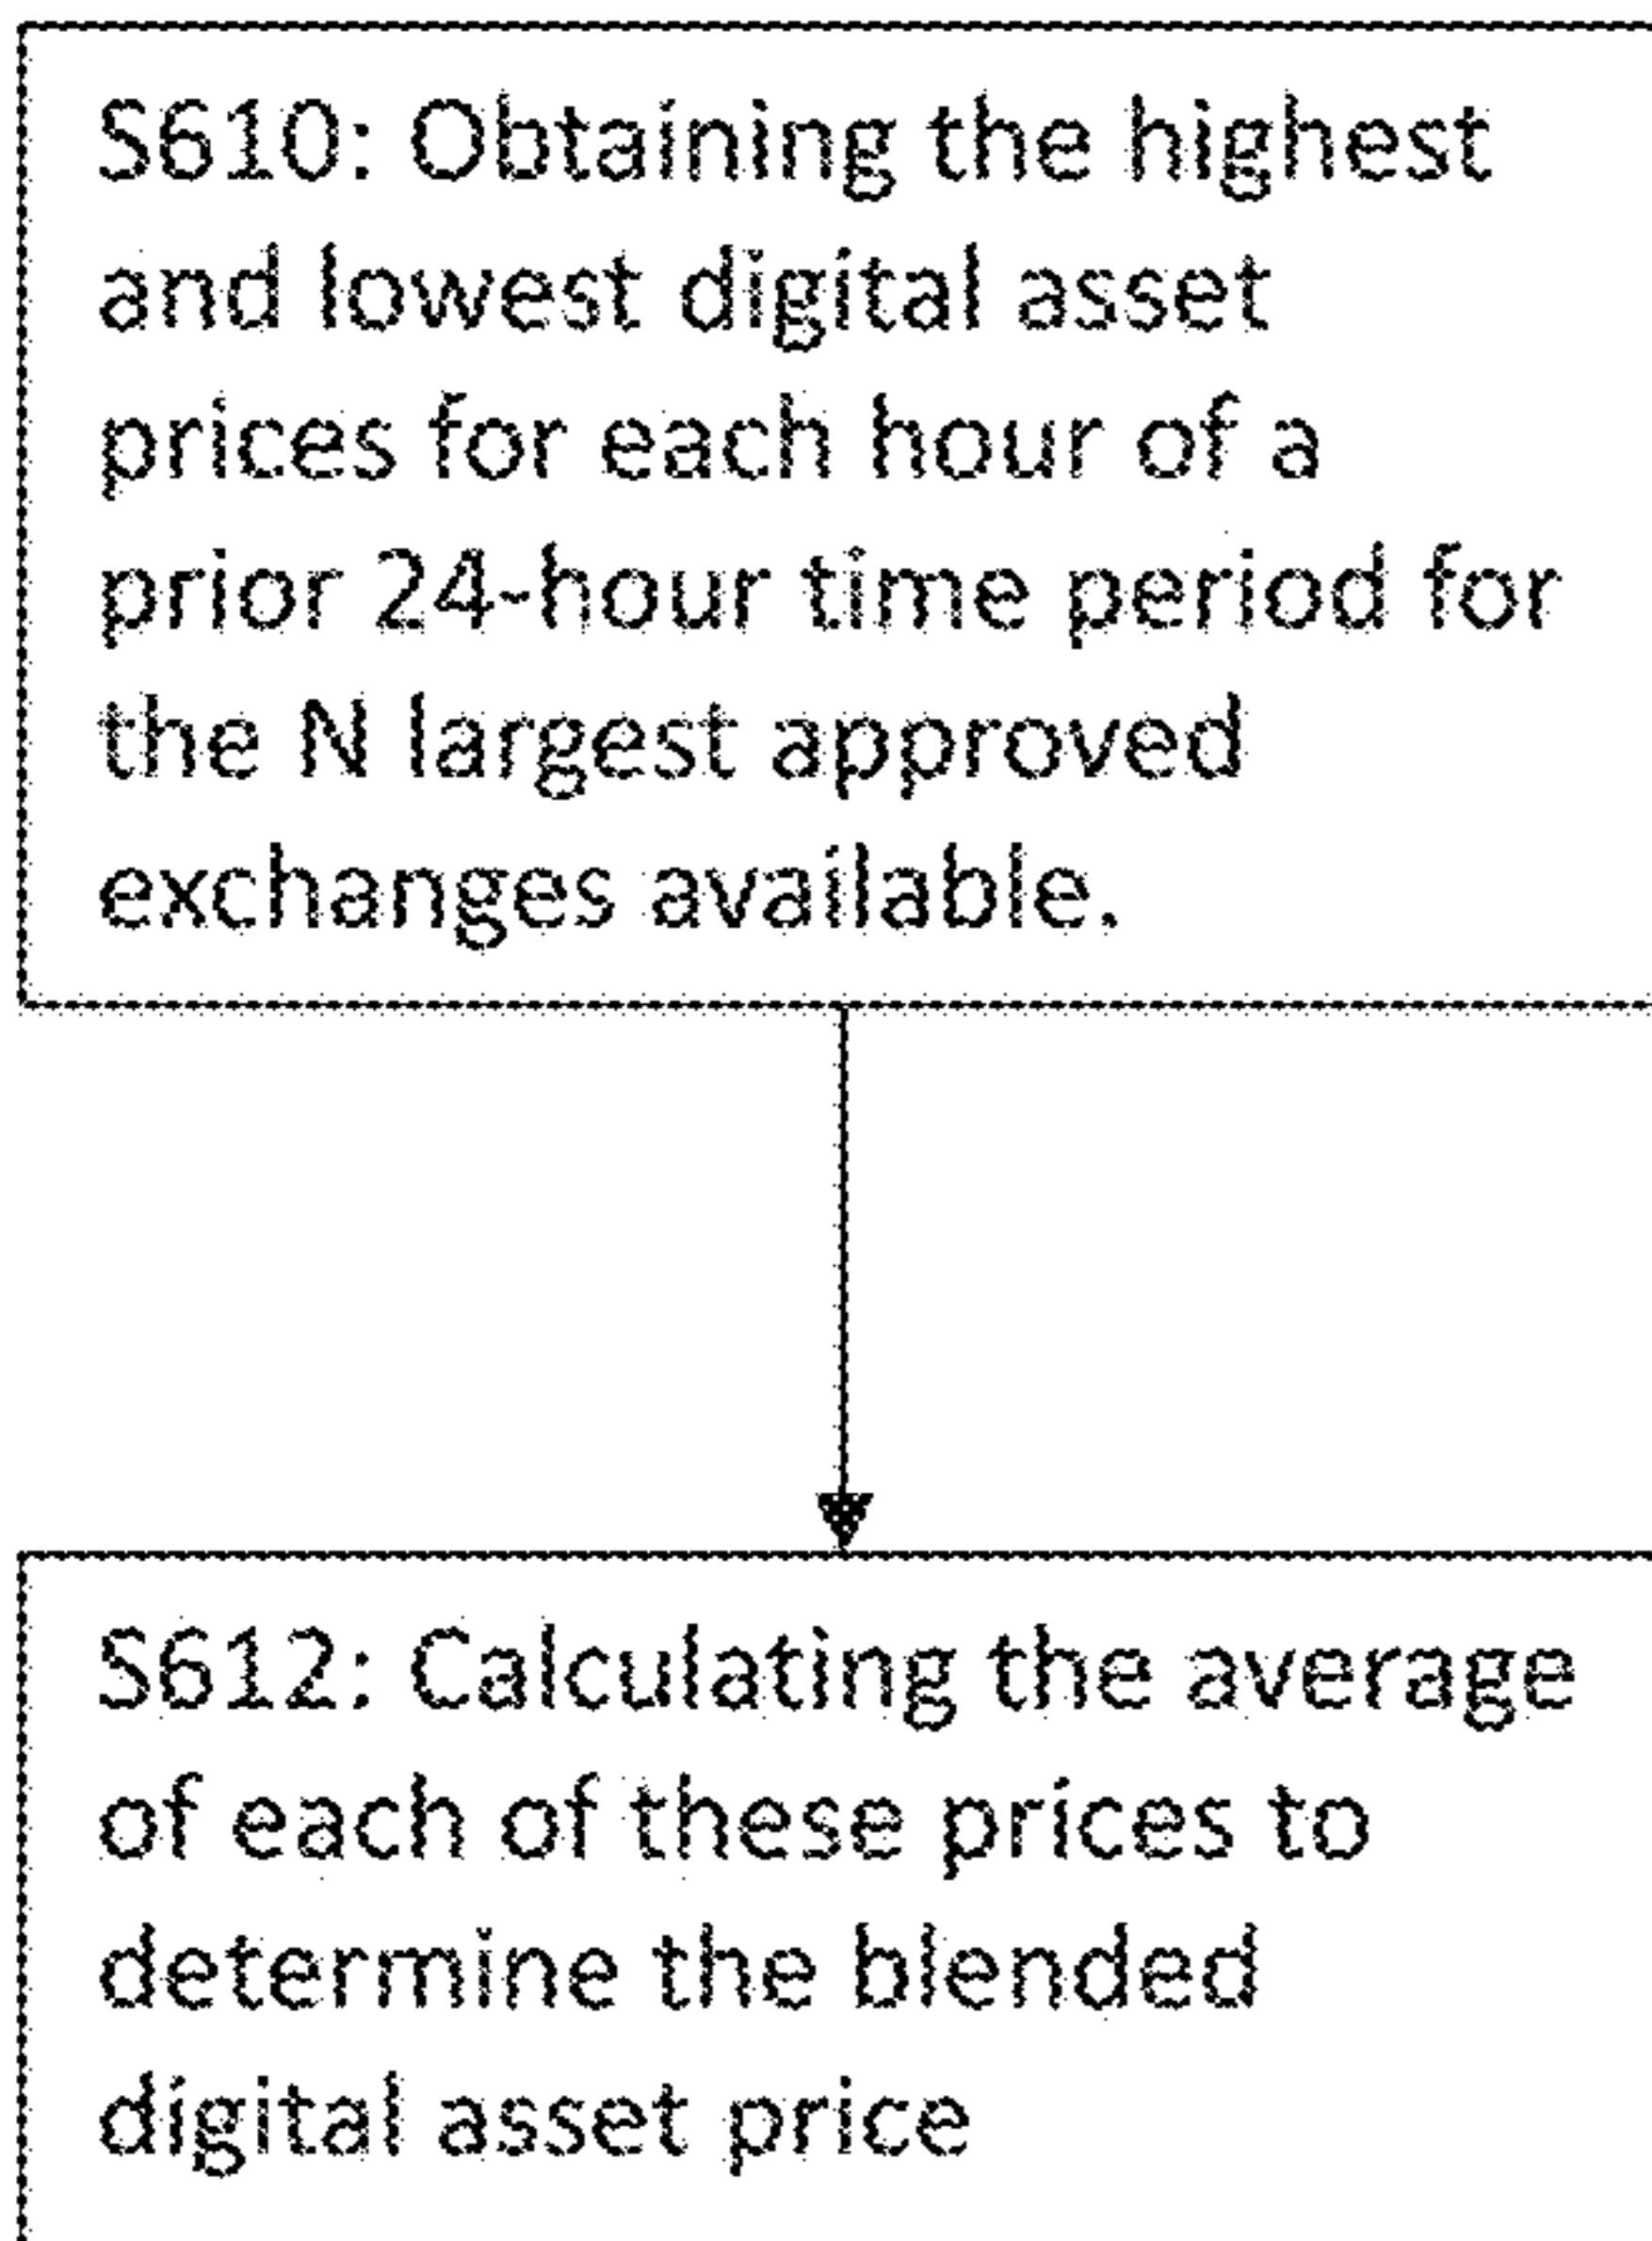 S610: Obtaining the highest
and lowest digital asset
prices for each hour of a
prior 24-hour time period for
the N largest approved
exchanges available.
S612: Calculating the average
of each of these prices to
determine the blended
digital asset price